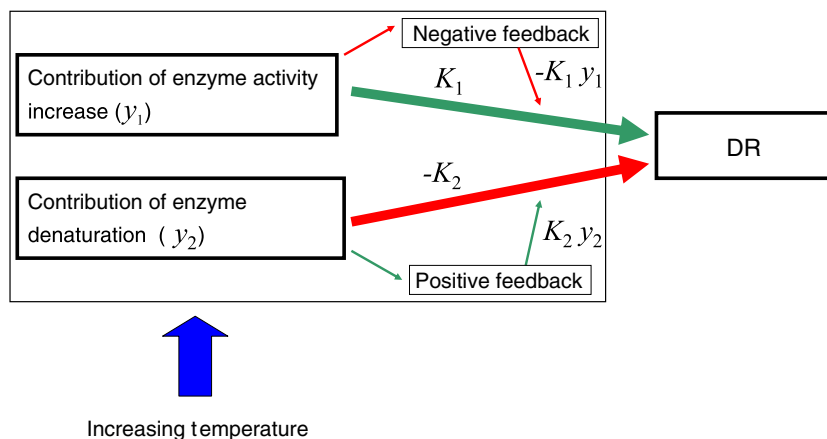 Negative feedback
Contribution of enzyme activity
increase (y₁)
K₁
-K₁ y₁
DR
-K₂
Contribution of enzyme
denaturation ( y₂)
K₂ y₂
Positive feedback
Increasing temperature